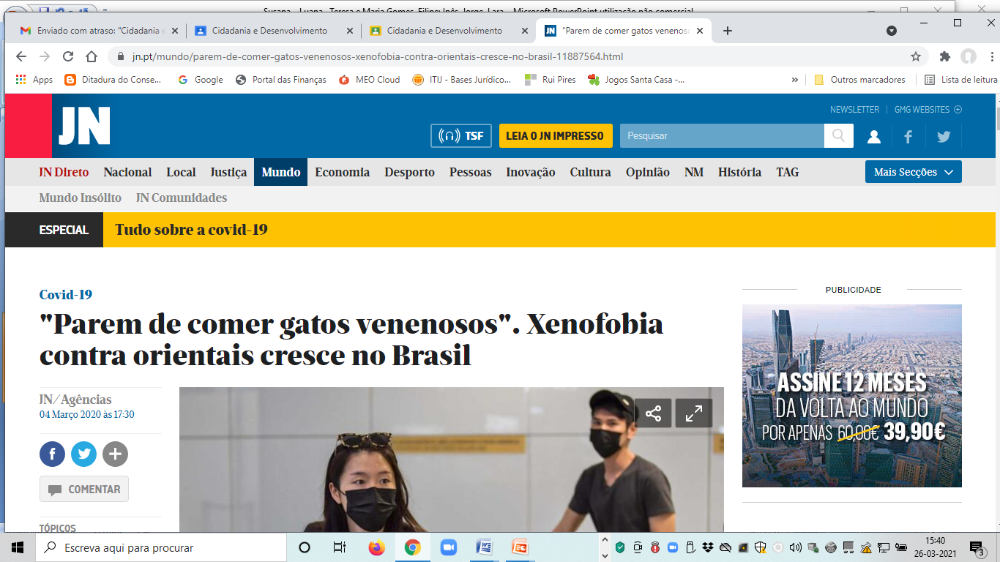 Susana _ Luana_ Teresa e Maria Gomes_Filipe; Inês, Jorge, Lara_ - Microsoft PowerPoint utilização não comercial
Enviado com atraso: "Cidadania e
Cidadania e Desenvolvimento
Cidadania e Desenvolvimento
JN
"Parem de comer gatos venenoso
jn.pt/mundo/parem-de-comer-gatos-venenosos-xenofobia-contra-orientais-cresce-no-brasil-11887564.html
Apps
Ditadura do Conse...
Google
Portal das Finanças
MEO Cloud
ITIJ - Bases Jurídico...
Rui Pires
Jogos Santa Casa -...
»
Outros marcadores
Lista de leitura
JN
NEWSLETTER
GMG WEBSITES
TSF
LEIA O JN IMPRESSO
Pesquisar
JN Direto Nacional Local Justiça Mundo Economia Desporto Pessoas Inovação Cultura Opinião NM História TAG
Mais Secções
Mundo Insólito JN Comunidades
ESPECIAL
Tudo sobre a covid-19
Covid-19
"Parem de comer gatos venenosos". Xenofobia
contra orientais cresce no Brasil
JN/Agências
04 Março 2020 às 17:30
COMENTAR
TÓPICOS
PUBLICIDADE
ASSINE 12 MESES
DA VOLTA AO MUNDO
POR APENAS 60,00€ 39,90€
Escreva aqui para procurar
15:40
26-03-2021
3